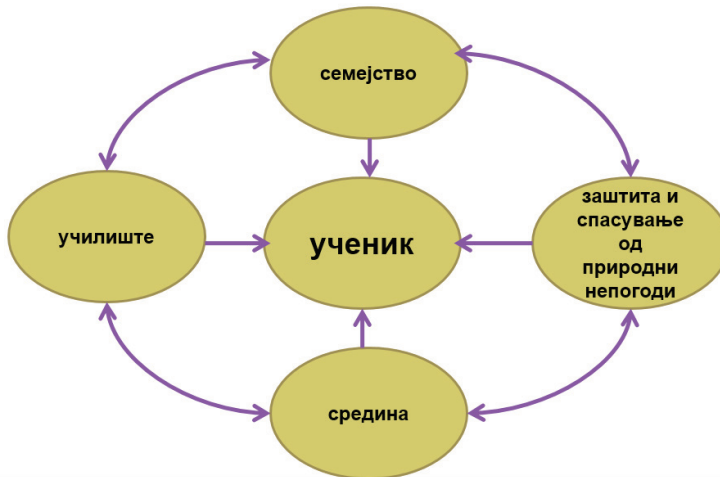 семејство
училиште
ученик
заштита и
спасување
од
природни
непогоди
средина